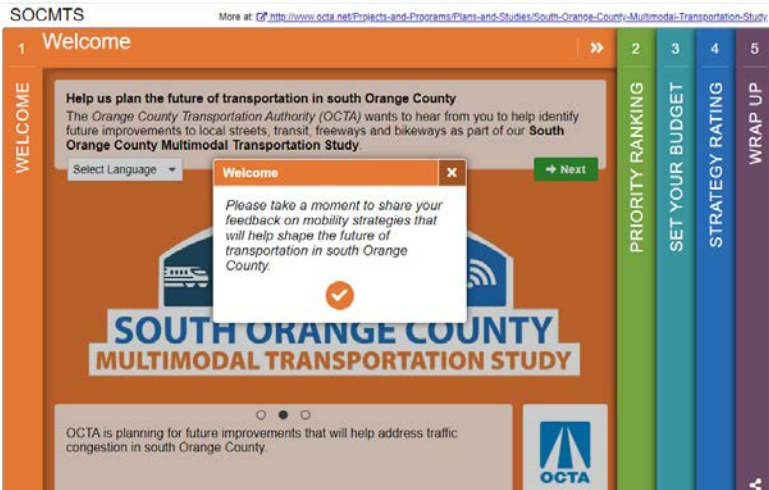 SOCMTS
More at: http://www.octa.net/Projects-and-Programs/Plans-and-Studies/South-Orange-County-Multimodal-Transportation-Study
1 Welcome »
WELCOME
Help us plan the future of transportation in south Orange County
The Orange County Transportation Authority (OCTA) wants to hear from you to help identify
future improvements to local streets, transit, freeways and bikeways as part of our South
Orange County Multimodal Transportation Study.
Select Language
Next
Welcome x
Please take a moment to share your
feedback on mobility strategies that
will help shape the future of
transportation in south Orange
County.
SOUTH ORANGE COUNTY
MULTIMODAL TRANSPORTATION STUDY
OCTA is planning for future improvements that will help address traffic
congestion in south Orange County.
OCTA
2
PRIORITY RANKING
3
SET YOUR BUDGET
4
STRATEGY RATING
5
WRAP UP